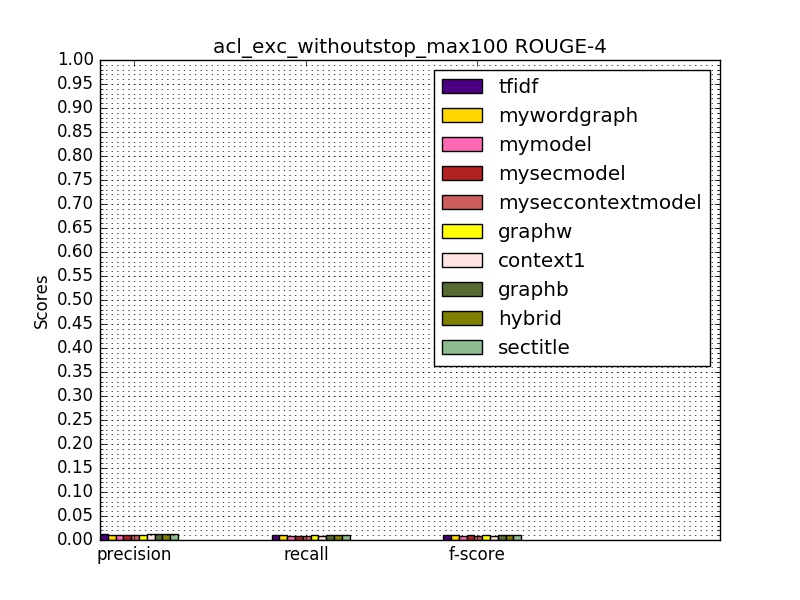 acl_exc_withoutstop_max100 ROUGE-4
1.00
0.95
0.90
0.85
0.80
0.75
0.70
0.65
0.60
0.55
0.50
0.45
0.40
0.35
0.30
0.25
0.20
0.15
0.10
0.05
0.00
Scores
tfidf
mywordgraph
mymodel
mysecmodel
myseccontextmodel
graphw
context1
graphb
hybrid
sectitle
precision recall f-score